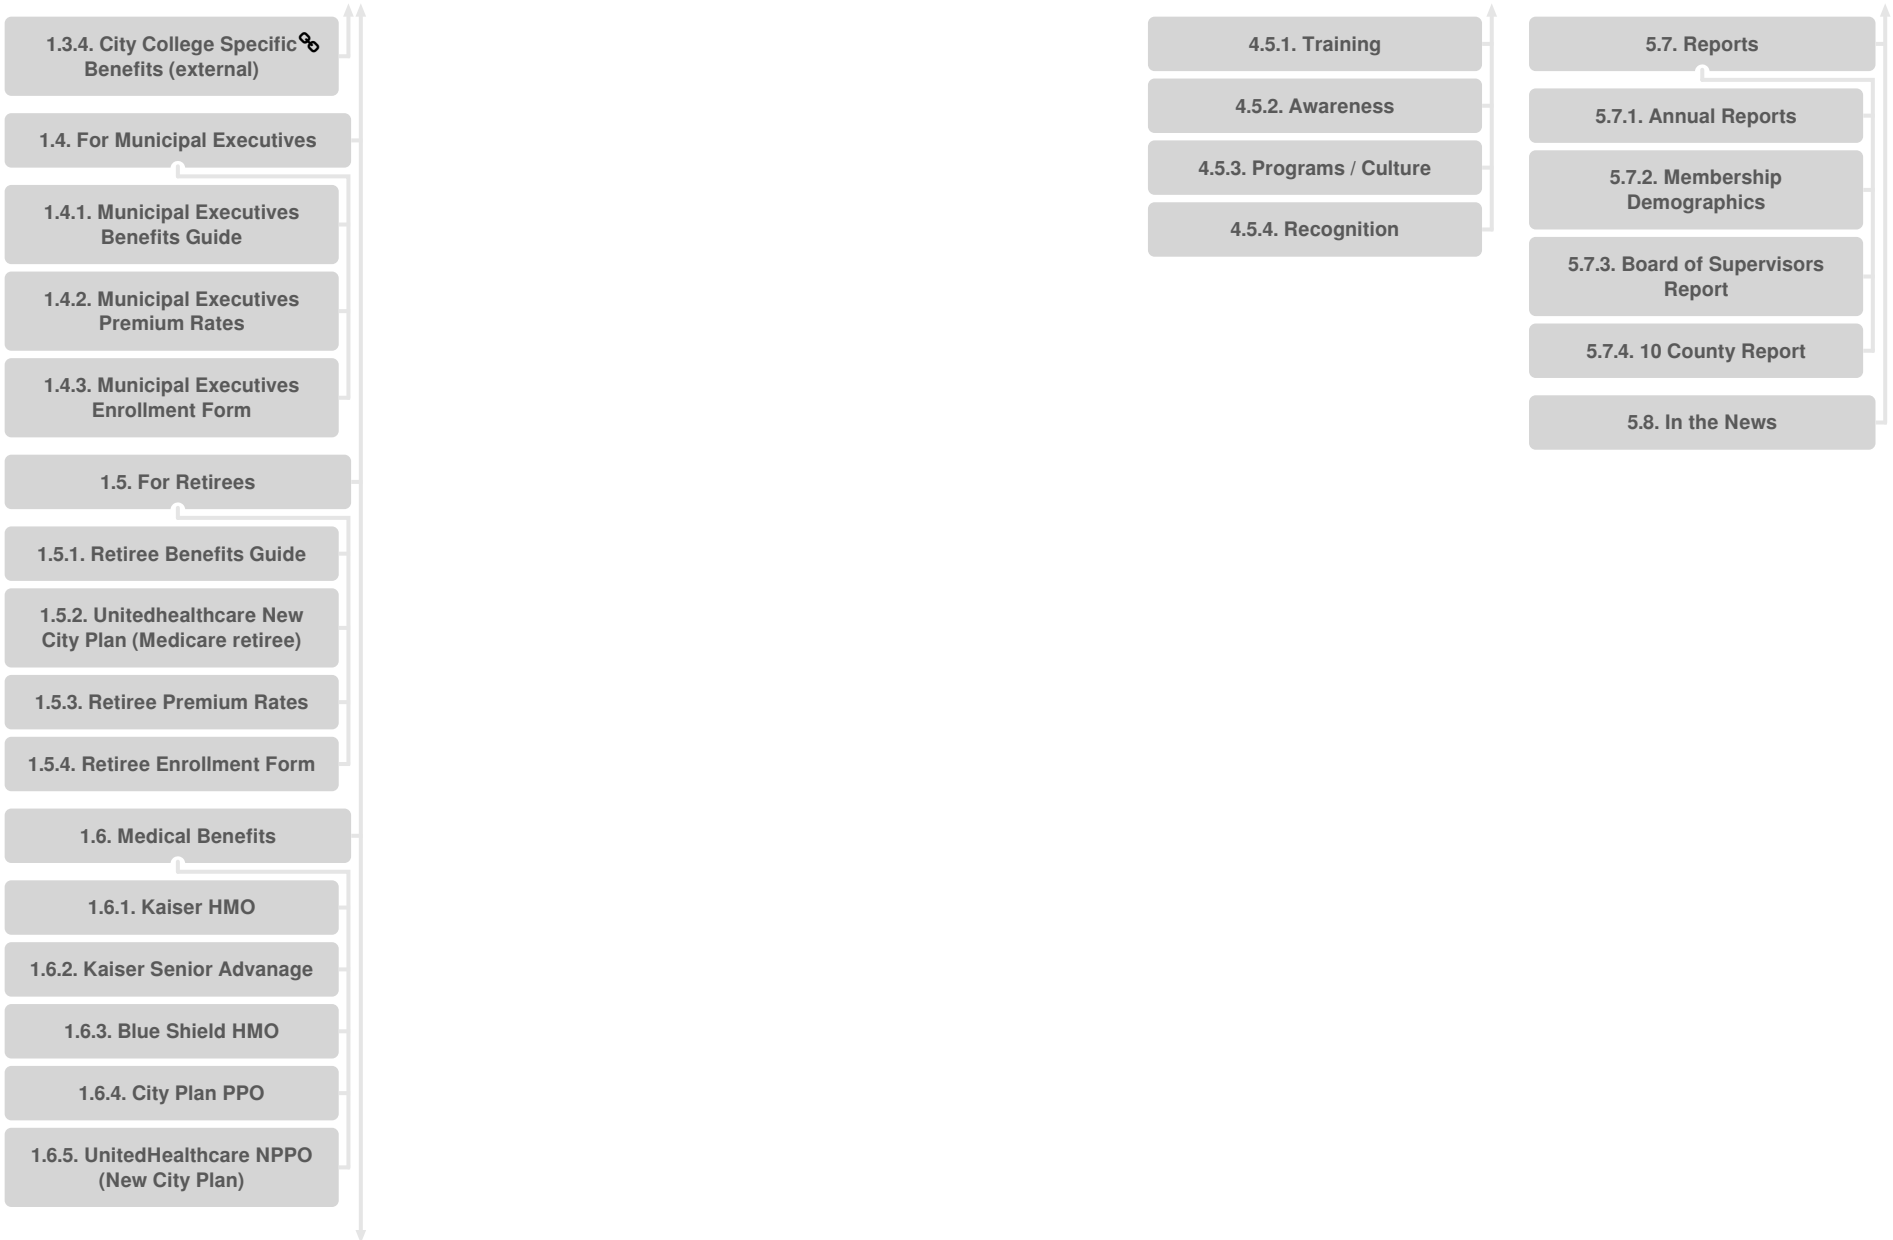 1.3.4. City College Specific
Benefits (external)
1.4. For Municipal Executives
1.4.1. Municipal Executives
Benefits Guide
1.4.2. Municipal Executives
Premium Rates
1.4.3. Municipal Executives
Enrollment Form
1.5. For Retirees
1.5.1. Retiree Benefits Guide
1.5.2. Unitedhealthcare New
City Plan (Medicare retiree)
1.5.3. Retiree Premium Rates
1.5.4. Retiree Enrollment Form
1.6. Medical Benefits
1.6.1. Kaiser HMO
1.6.2. Kaiser Senior Advanage
1.6.3. Blue Shield HMO
1.6.4. City Plan PPO
1.6.5. UnitedHealthcare NPPO
(New City Plan)
4.5.1. Training
4.5.2. Awareness
4.5.3. Programs / Culture
4.5.4. Recognition
5.7. Reports
5.7.1. Annual Reports
5.7.2. Membership
Demographics
5.7.3. Board of Supervisors
Report
5.7.4. 10 County Report
5.8. In the News